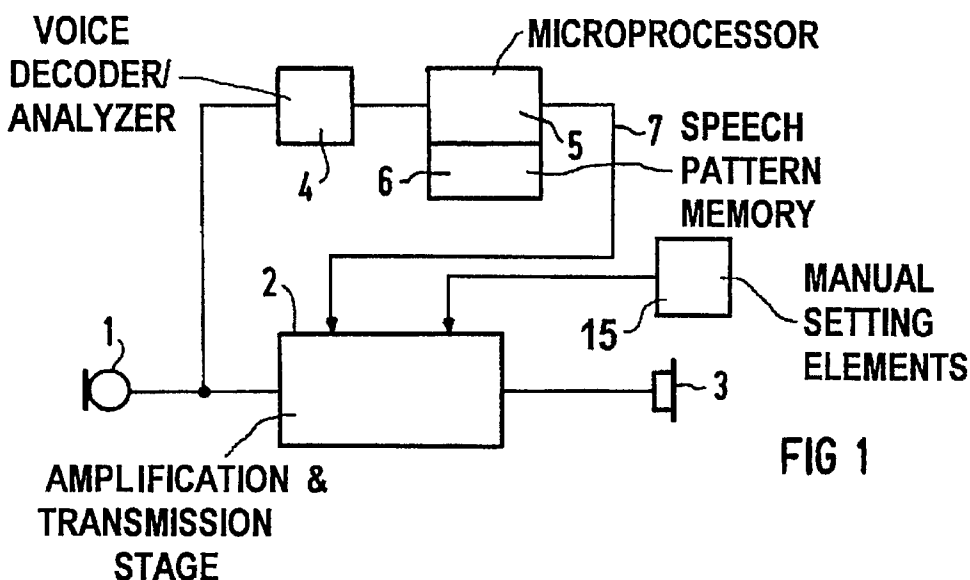 VOICE
DECODER/
ANALYZER
MICROPROCESSOR
4
5
6
7
SPEECH
PATTERN
MEMORY
2
15
MANUAL
SETTING
ELEMENTS
1
3
AMPLIFICATION &
TRANSMISSION
STAGE
FIG 1